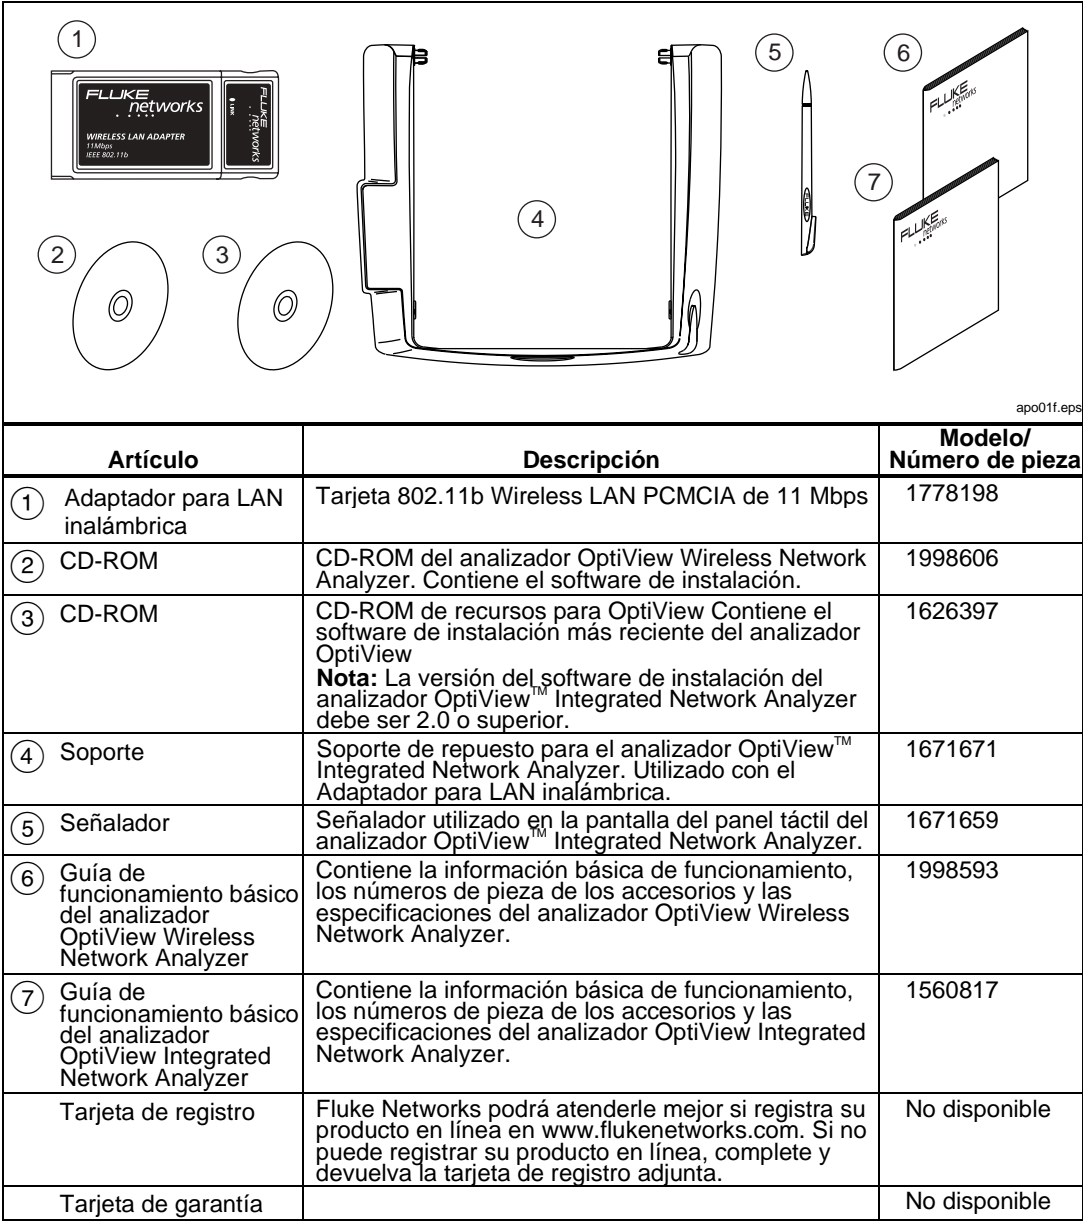 1
5
6
FLUKE
networks
WIRELESS LAN ADAPTER
11Mbps
IEEE 802.11b
LINK
FLUKE
networks
FLUKE
networks
7
4
FLUKE
2
3
FLUKE
networks
apo01f.eps
Artículo Descripción Modelo/
Número de pieza
1 Adaptador para LAN
inalámbrica
Tarjeta 802.11b Wireless LAN PCMCIA de 11 Mbps
1778198
2 CD-ROM
CD-ROM del analizador OptiView Wireless Network
Analyzer. Contiene el software de instalación.
1998606
3 CD-ROM
CD-ROM de recursos para OptiView Contiene el
software de instalación más reciente del analizador
OptiView
Nota: La versión del software de instalación del
analizador OptiView™ Integrated Network Analyzer
debe ser 2.0 o superior.
1626397
4 Soporte
Soporte de repuesto para el analizador OptiView™
Integrated Network Analyzer. Utilizado con el
Adaptador para LAN inalámbrica.
1671671
5 Señalador
Señalador utilizado en la pantalla del panel táctil del
analizador OptiView™ Integrated Network Analyzer.
1671659
6 Guía de
funcionamiento básico
del analizador
OptiView Wireless
Network Analyzer
Contiene la información básica de funcionamiento,
los números de pieza de los accesorios y las
especificaciones del analizador OptiView Wireless
Network Analyzer.
1998593
7 Guía de
funcionamiento básico
del analizador
OptiView Integrated
Network Analyzer
Contiene la información básica de funcionamiento,
los números de pieza de los accesorios y las
especificaciones del analizador OptiView Integrated
Network Analyzer.
1560817
Tarjeta de registro
Fluke Networks podrá atenderle mejor si registra su
producto en línea en www.flukenetworks.com. Si no
puede registrar su producto en línea, complete y
devuelva la tarjeta de registro adjunta.
No disponible
Tarjeta de garantía
No disponible